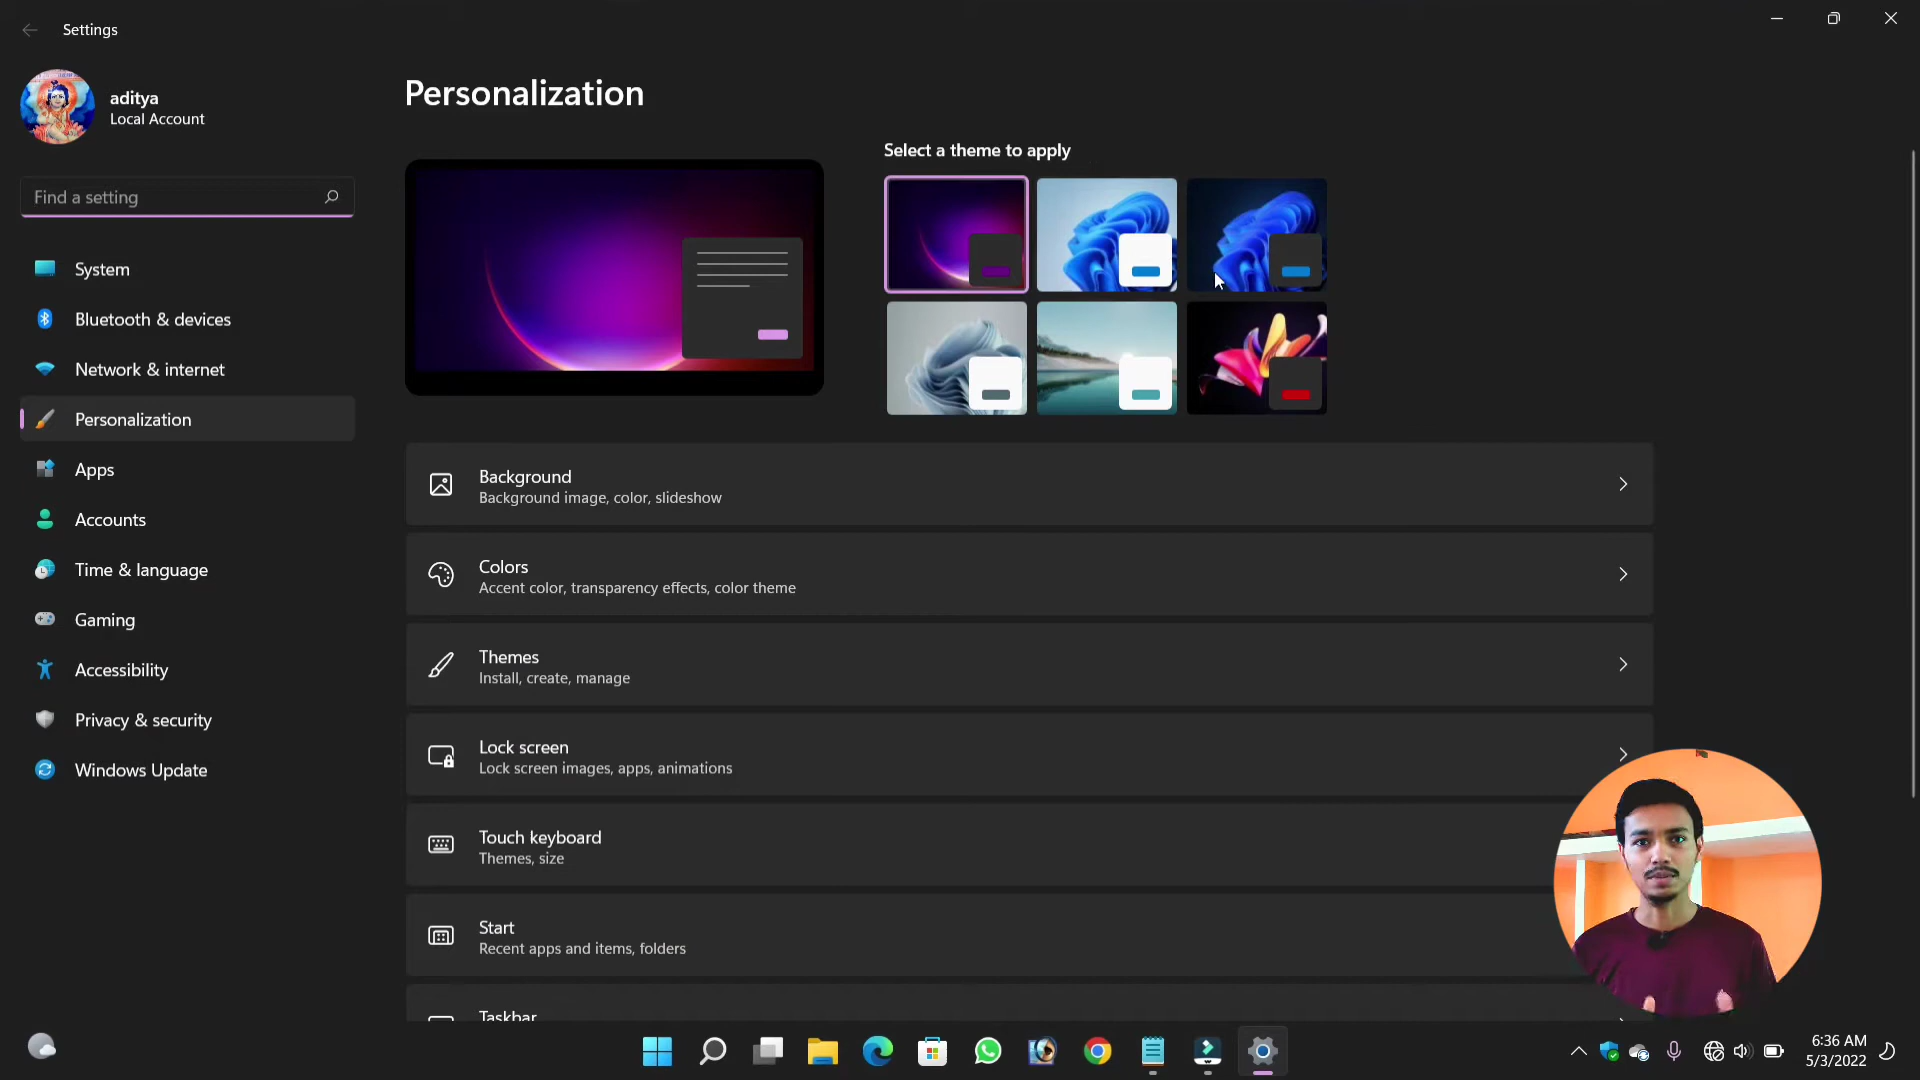 Settings
aditya
Local Account
Find a setting
System
Bluetooth & devices
Network & internet
Personalization
Apps
Accounts
Time & language
Gaming
Accessibility
Privacy & security
Windows Update
Personalization
Select a theme to apply
Background
Background image, color, slideshow
Colors
Accent color, transparency effects, color theme
Themes
Install, create, manage
Lock screen
Lock screen images, apps, animations
Touch keyboard
Themes, size
Start
Recent apps and items, folders
Taskbar
6:36 AM
5/3/2022